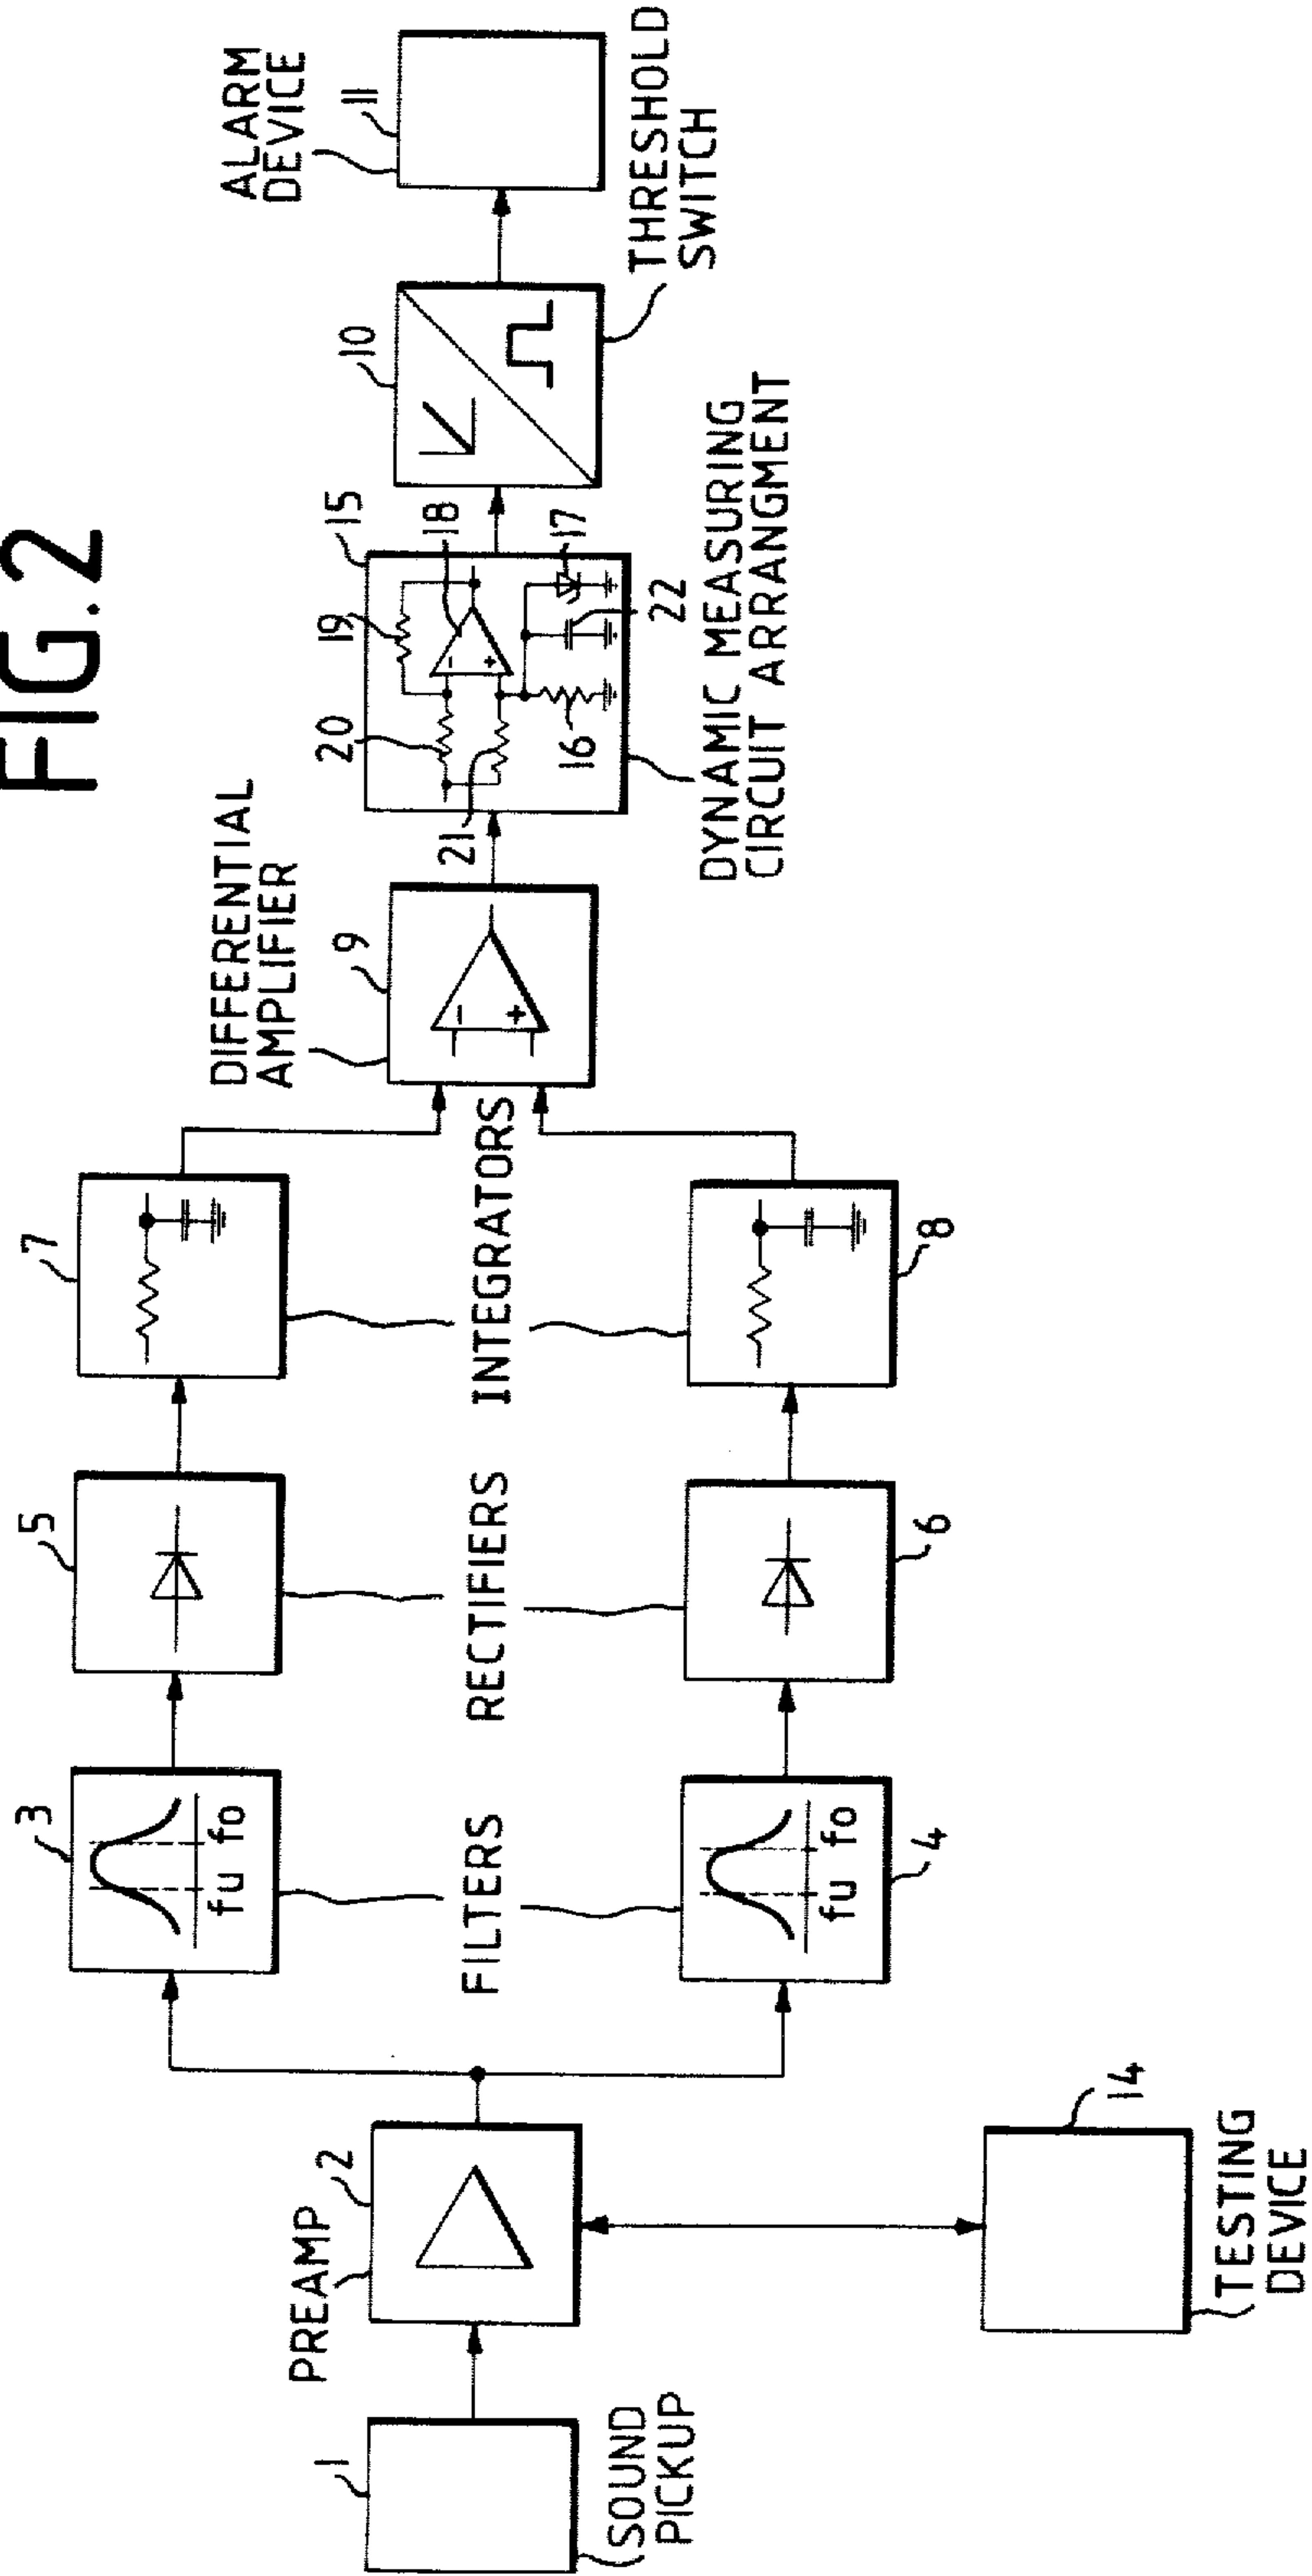 FIG.2
1
SOUND
PICKUP
PREAMP
2
14
TESTING
DEVICE
3
fu fo
FILTERS
4
fu fo
5
RECTIFIERS
6
7
INTEGRATORS
8
DIFFERENTIAL
AMPLIFIER
9
-
+
15
19
18
20
-
+
21
16
22
17
DYNAMIC MEASURING
CIRCUIT ARRANGMENT
10
THRESHOLD
SWITCH
ALARM
DEVICE
11